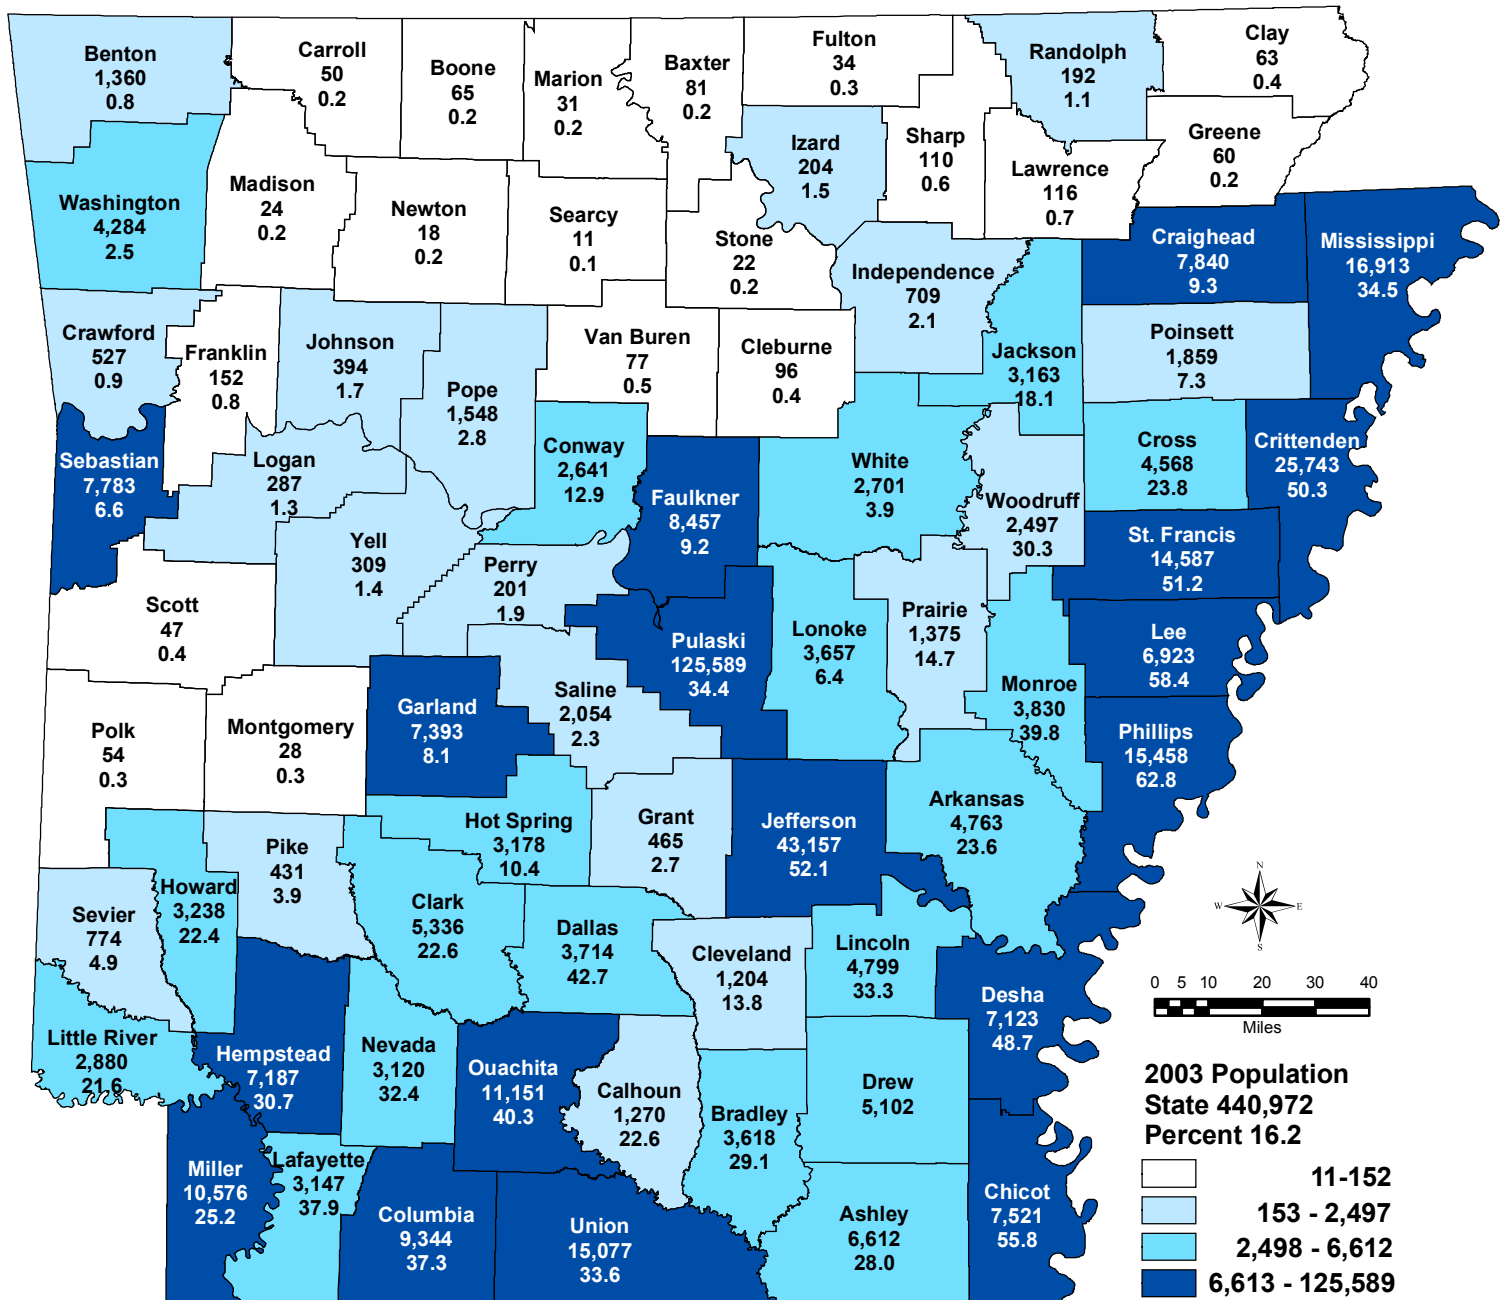 Benton
1,360
0.8
Carroll
50
0.2
Boone
65
0.2
Marion
31
0.2
Baxter
81
0.2
Fulton
34
0.3
Randolph
192
1.1
Clay
63
0.4
Izard
204
1.5
Sharp
110
0.6
Lawrence
116
0.7
Greene
60
0.2
Washington
4,284
2.5
Madison
24
0.2
Newton
18
0.2
Searcy
11
0.1
Stone
22
0.2
Independence
709
2.1
Craighead
7,840
9.3
Mississippi
16,913
34.5
Crawford
527
0.9
Franklin
152
0.8
Johnson
394
1.7
Pope
1,548
2.8
Van Buren
77
0.5
Cleburne
96
0.4
Jackson
3,163
18.1
Poinsett
1,859
7.3
Sebastian
7,783
6.6
Logan
287
1.3
Conway
2,641
12.9
Faulkner
8,457
9.2
White
2,701
3.9
Woodruff
2,497
30.3
Cross
4,568
23.8
Crittenden
25,743
50.3
Yell
309
1.4
Perry
201
1.9
St. Francis
14,587
51.2
Scott
47
0.4
Pulaski
125,589
34.4
Lonoke
3,657
6.4
Prairie
1,375
14.7
Lee
6,923
58.4
Polk
54
0.3
Montgomery
28
0.3
Garland
7,393
8.1
Saline
2,054
2.3
Monroe
3,830
39.8
Phillips
15,458
62.8
Hot Spring
3,178
10.4
Grant
465
2.7
Jefferson
43,157
52.1
Arkansas
4,763
23.6
Pike
431
3.9
Howard
3,238
22.4
Sevier
774
4.9
Clark
5,336
22.6
Dallas
3,714
42.7
Cleveland
1,204
13.8
Lincoln
4,799
33.3
Desha
7,123
48.7
Little River
2,880
21.6
Hempstead
7,187
30.7
Nevada
3,120
32.4
Ouachita
11,151
40.3
Calhoun
1,270
22.6
Bradley
3,618
29.1
Drew
5,102
Miller
10,576
25.2
Lafayette
3,147
37.9
Columbia
9,344
37.3
Union
15,077
33.6
Ashley
6,612
28.0
Chicot
7,521
55.8
N
W E
S
0 5 10 20 30 40
Miles
2003 Population
State 440,972
Percent 16.2
11-152
153 - 2,497
2,498 - 6,612
6,613 - 125,589